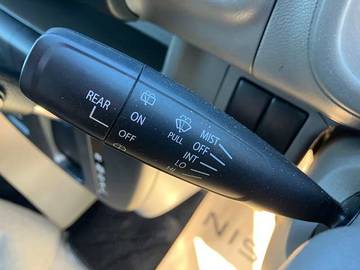 REAR
ON
OFF
PULL
MIST
OFF
INT
LO
HI
NIS